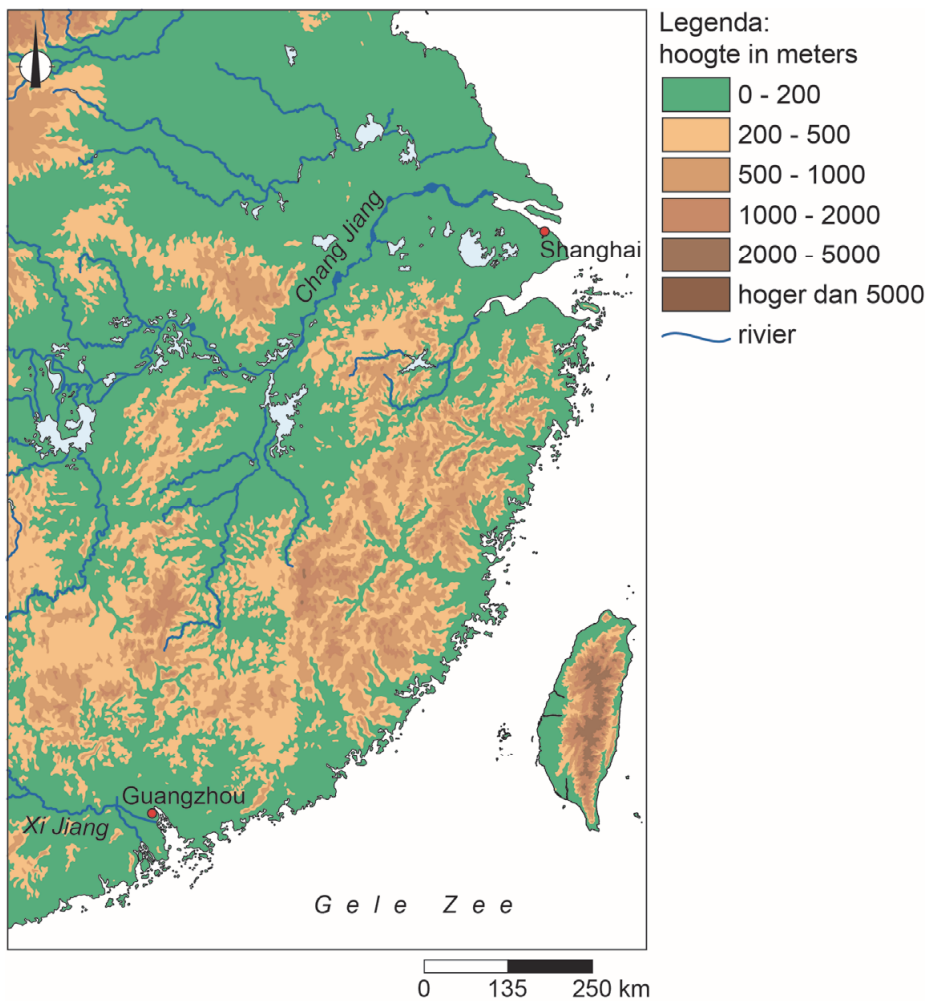 Legenda:
hoogte in meters
0 - 200
200 - 500
500 - 1000
1000 - 2000
2000 - 5000
hoger dan 5000
rivier
Chang Jiang
Shanghai
Guangzhou
Xi Jiang
Gele Zee
0 135 250 km